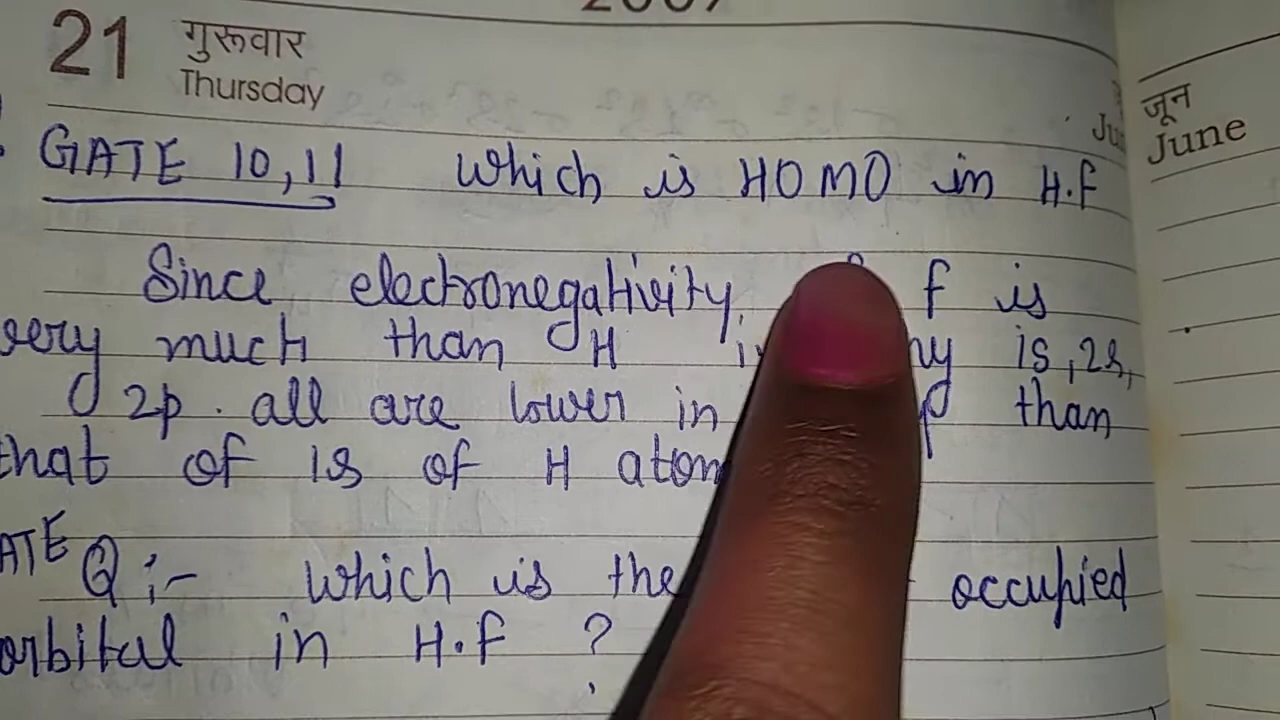 21 गुरूवार
Thursday
जून
June
GATE 10,11 Which is HOMO in H.F
Since electronegativity F is
very much than H is, 2s,
2p. all are lower in than
that of 1s of H atom
ATE Q :- Which is the occupied
orbital in H.F ?